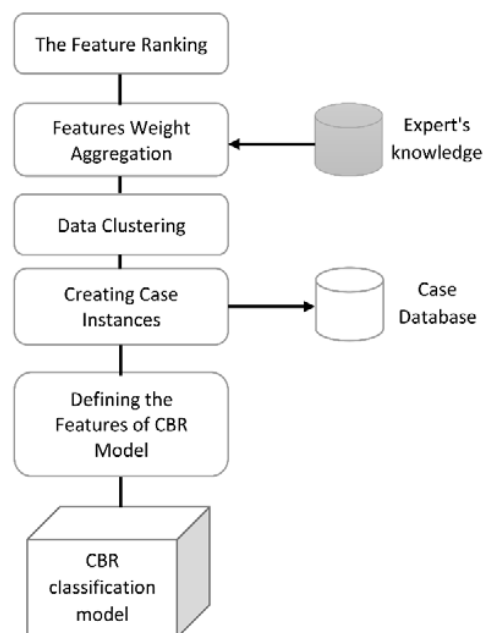 The Feature Ranking
Features Weight
Aggregation
Expert's
knowledge
Data Clustering
Creating Case
Instances
Case
Database
Defining the
Features of CBR
Model
CBR
classification
model